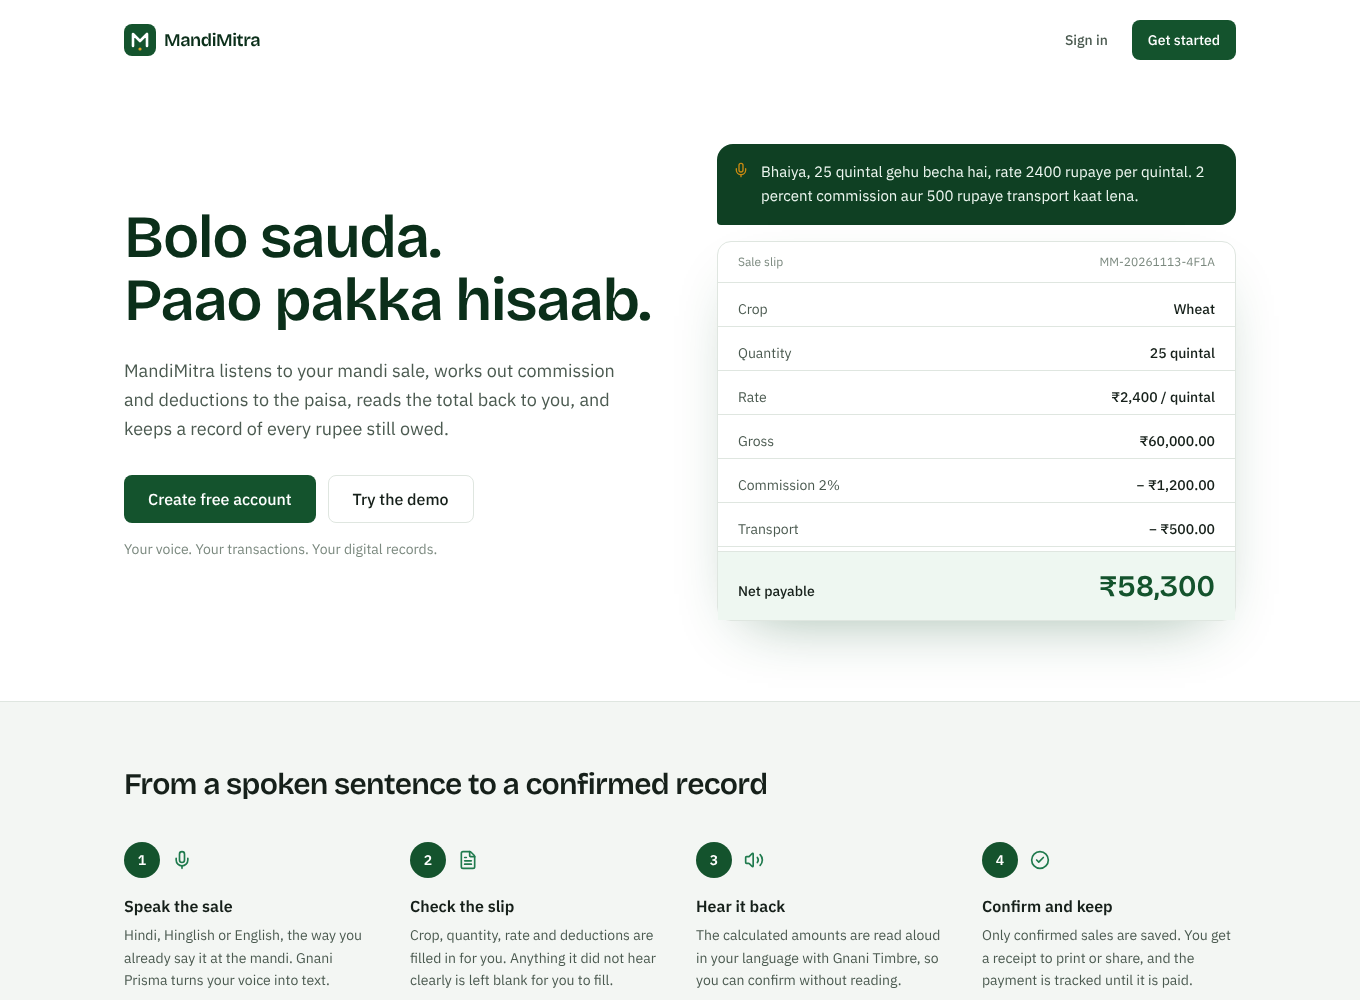 MandiMitra
Sign in
Get started
Bolo sauda.
Paao pakka hisaab.
MandiMitra listens to your mandi sale, works out commission
and deductions to the paisa, reads the total back to you, and
keeps a record of every rupee still owed.
Create free account
Try the demo
Your voice. Your transactions. Your digital records.
Bhaiya, 25 quintal gehu becha hai, rate 2400 rupaye per quintal. 2
percent commission aur 500 rupaye transport kaat lena.
Sale slip MM-20261113-4F1A
Crop Wheat
Quantity 25 quintal
Rate ₹2,400 / quintal
Gross ₹60,000.00
Commission 2% − ₹1,200.00
Transport − ₹500.00
Net payable ₹58,300
From a spoken sentence to a confirmed record
1
Speak the sale
Hindi, Hinglish or English, the way you
already say it at the mandi. Gnani
Prisma turns your voice into text.
2
Check the slip
Crop, quantity, rate and deductions are
filled in for you. Anything it did not hear
clearly is left blank for you to fill.
3
Hear it back
The calculated amounts are read aloud
in your language with Gnani Timbre, so
you can confirm without reading.
4
Confirm and keep
Only confirmed sales are saved. You get
a receipt to print or share, and the
payment is tracked until it is paid.